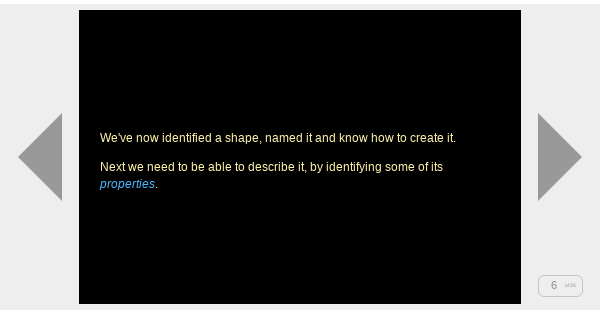 We've now identified a shape, named it and know how to create it.
Next we need to be able to describe it, by identifying some of its
properties.
6